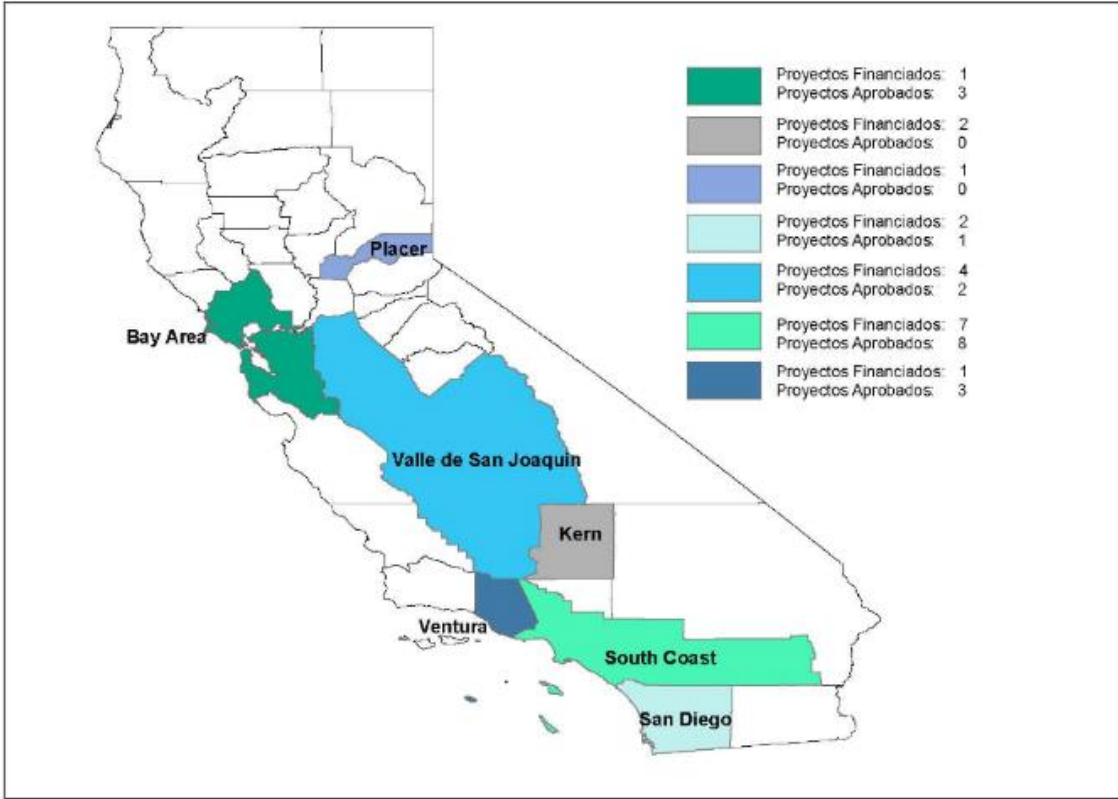 Proyectos Financiados: 1
Proyectos Aprobados: 3
Proyectos Financiados: 2
Proyectos Aprobados: 0
Proyectos Financiados: 1
Proyectos Aprobados: 0
Proyectos Financiados: 2
Proyectos Aprobados: 1
Proyectos Financiados: 4
Proyectos Aprobados: 2
Proyectos Financiados: 7
Proyectos Aprobados: 8
Proyectos Financiados: 1
Proyectos Aprobados: 3
Placer
Bay Area
Valle de San Joaquin
Kern
Ventura
South Coast
San Diego